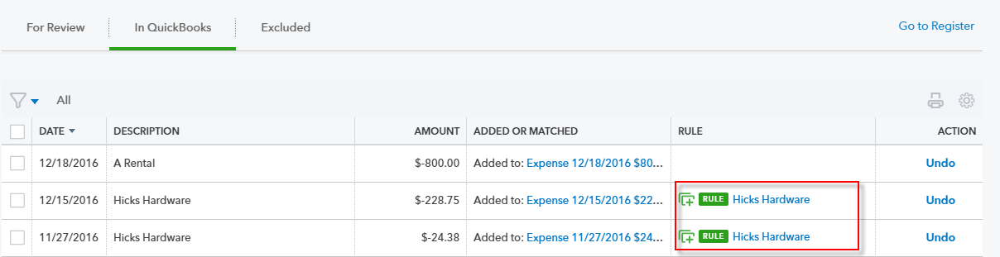 For Review In QuickBooks Excluded Go to Register
All
DATE DESCRIPTION AMOUNT ADDED OR MATCHED RULE ACTION
12/18/2016 A Rental $-800.00 Added to: Expense 12/18/2016 $80... Undo
12/15/2016 Hicks Hardware $-228.75 Added to: Expense 12/15/2016 $22... RULE Hicks Hardware Undo
11/27/2016 Hicks Hardware $-24.38 Added to: Expense 11/27/2016 $24... RULE Hicks Hardware Undo